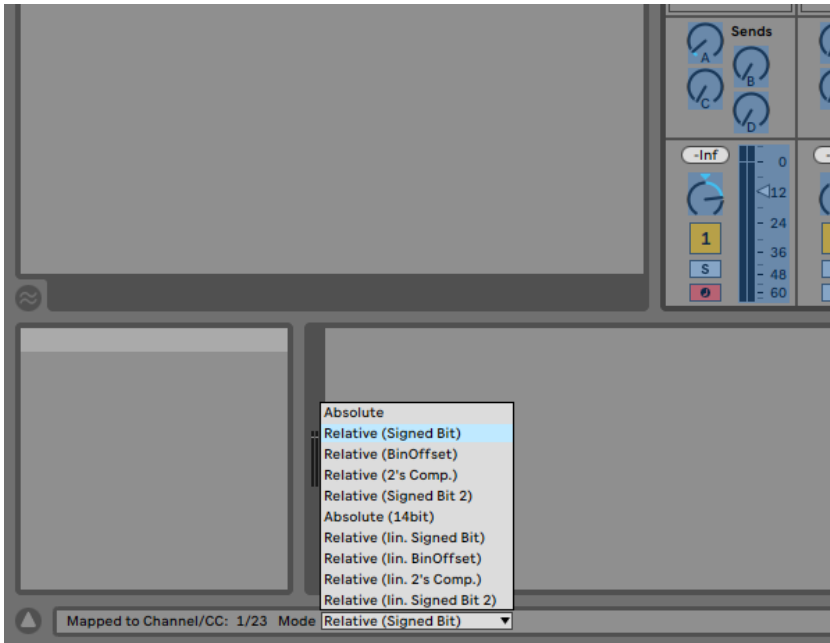 Sends
A
B
C
D
-Inf
0
12
24
1
36
S
48
60
Absolute
Relative (Signed Bit)
Relative (BinOffset)
Relative (2's Comp.)
Relative (Signed Bit 2)
Absolute (14bit)
Relative (lin. Signed Bit)
Relative (lin. BinOffset)
Relative (lin. 2's Comp.)
Relative (lin. Signed Bit 2)
Mapped to Channel/CC: 1/23 Mode Relative (Signed Bit)